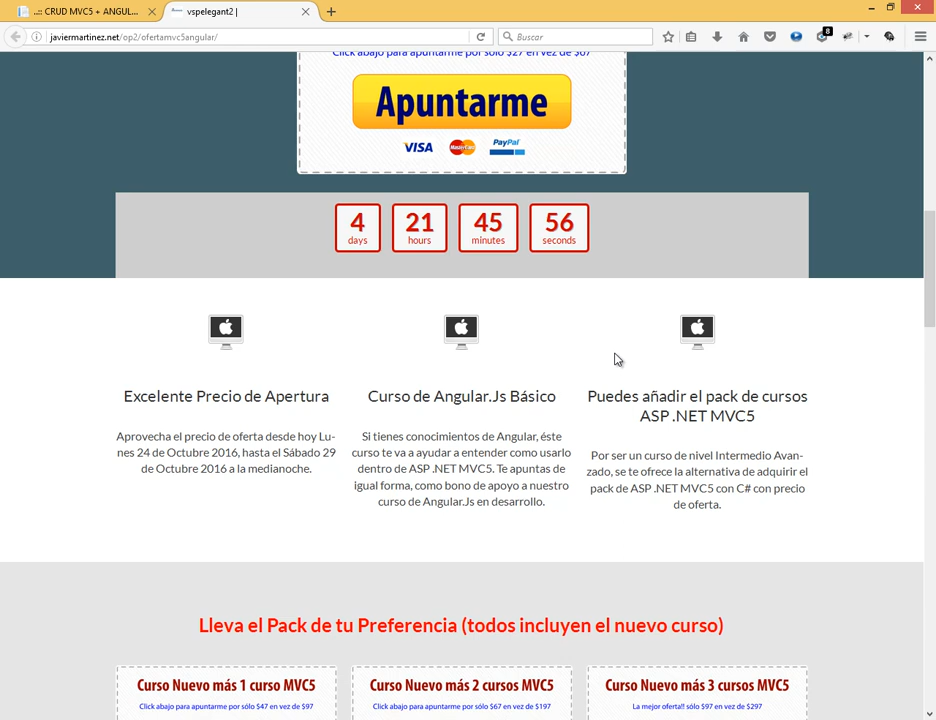 ..:: CRUD MVC5 + ANGUL...
vspelegant2 |
javiermartinez.net/op2/ofertamvc5angular/
Buscar
8
Click abajo para apuntarme por sólo $27 en vez de $67
Apuntarme
VISA MasterCard PayPal
4 days
21 hours
45 minutes
56 seconds
Excelente Precio de Apertura
Aprovecha el precio de oferta desde hoy Lu-
nes 24 de Octubre 2016, hasta el Sábado 29
de Octubre 2016 a la medianoche.
Curso de Angular.Js Básico
Si tienes conocimientos de Angular, éste
curso te va a ayudar a entender como usarlo
dentro de ASP .NET MVC5. Te apuntas de
igual forma, como bono de apoyo a nuestro
curso de Angular.Js en desarrollo.
Puedes añadir el pack de cursos
ASP .NET MVC5
Por ser un curso de nivel Intermedio Avan-
zado, se te ofrece la alternativa de adquirir el
pack de ASP .NET MVC5 con C# con precio
de oferta.
Lleva el Pack de tu Preferencia (todos incluyen el nuevo curso)
Curso Nuevo más 1 curso MVC5
Click abajo para apuntarme por sólo $47 en vez de $97
Curso Nuevo más 2 cursos MVC5
Click abajo para apuntarme por sólo $67 en vez de $197
Curso Nuevo más 3 cursos MVC5
La mejor oferta!! sólo $97 en vez de $297